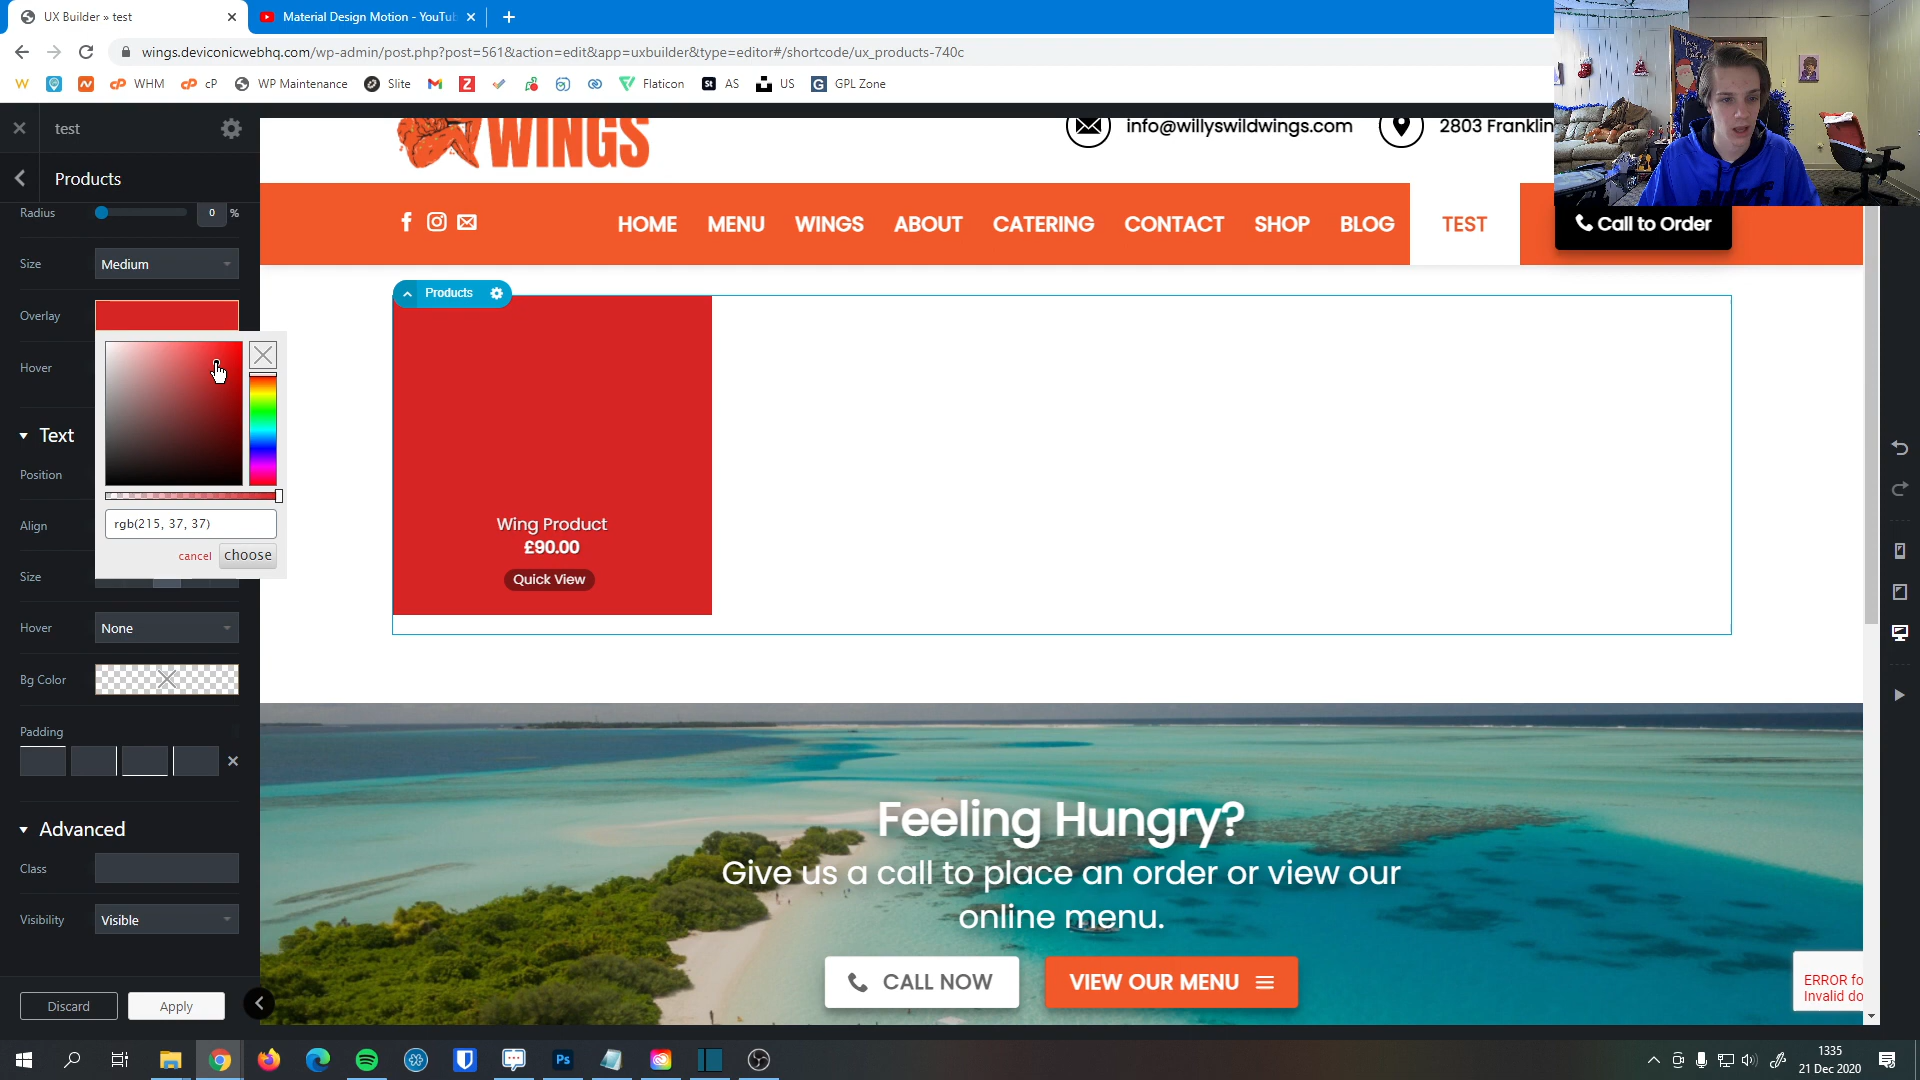 UX Builder » test
Material Design Motion - YouTu
wings.deviconicwebhq.com/wp-admin/post.php?post=561&action=edit&app=uxbuilder&type=editor#/shortcode/ux_products-740c
WHM
cP
WP Maintenance
Slite
Flaticon
AS
US
GPL Zone
test
Products
Radius
0
%
Size
Medium
Overlay
Hover
Text
Position
rgb(215, 37, 37)
Align
cancel
choose
Size
Hover
None
Bg Color
Padding
Advanced
Class
Visibility
Visible
Discard
Apply
WINGS
info@willyswildwings.com
2803 Franklin
HOME
MENU
WINGS
ABOUT
CATERING
CONTACT
SHOP
BLOG
TEST
Call to Order
Products
Wing Product
£90.00
Quick View
Feeling Hungry?
Give us a call to place an order or view our
online menu.
CALL NOW
VIEW OUR MENU
ERROR fo
Invalid do
1335
21 Dec 2020